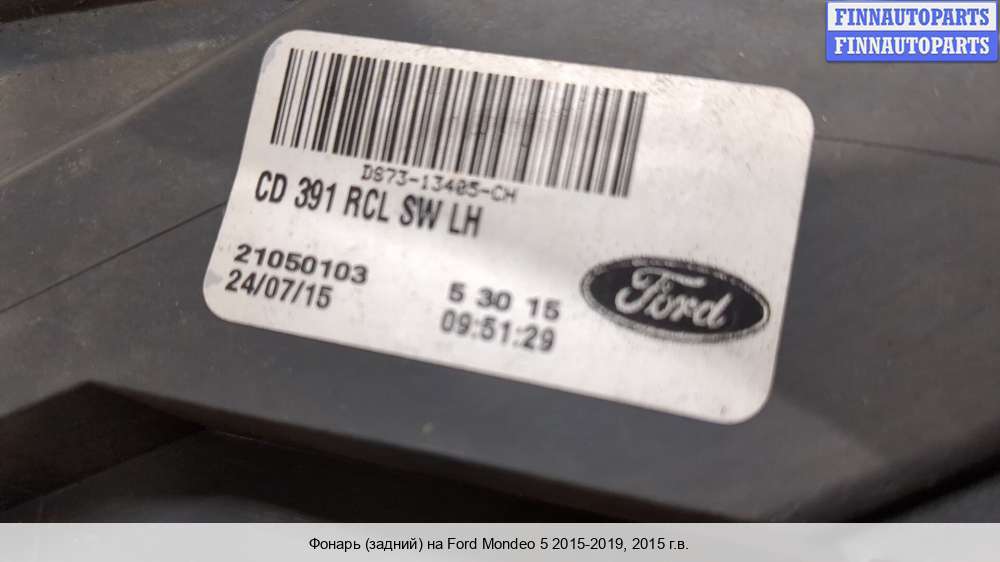 FINNAUTOPARTS
FINNAUTOPARTS
DS73-13405-CH
CD 391 RCL SW LH
21050103
24/07/15
5 30 15
09:51:29
Ford
Фонарь (задний) на Ford Mondeo 5 2015-2019, 2015 г.в.